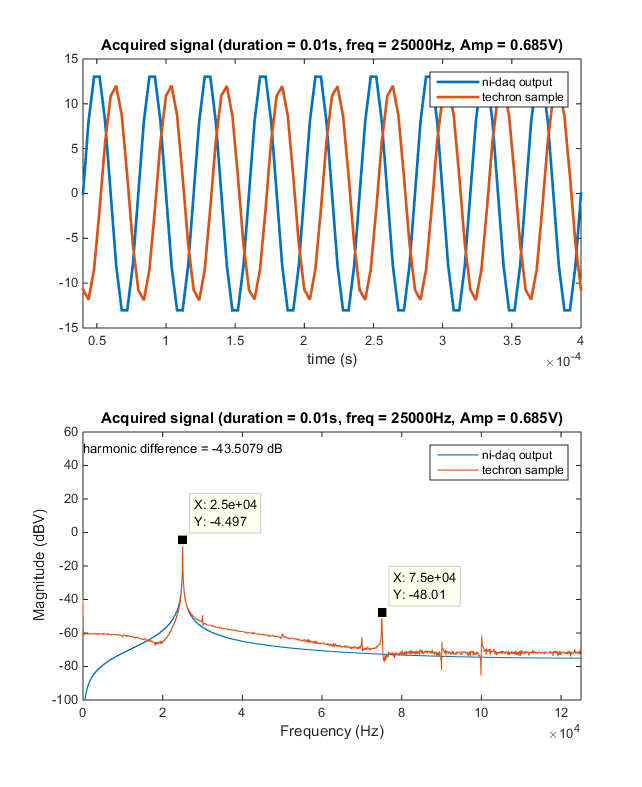 Acquired signal (duration = 0.01s, freq = 25000Hz, Amp = 0.685V)
15
10
5
0
-5
-10
-15
ni-daq output
techron sample
0.5 1 1.5 2 2.5 3 3.5 4
time (s)
×10⁻⁴
Acquired signal (duration = 0.01s, freq = 25000Hz, Amp = 0.685V)
Magnitude (dBV)
60
40
20
0
-20
-40
-60
-80
-100
harmonic difference = -43.5079 dB
ni-daq output
techron sample
X: 2.5e+04
Y: -4.497
X: 7.5e+04
Y: -48.01
0 2 4 6 8 10 12
Frequency (Hz)
×10⁴